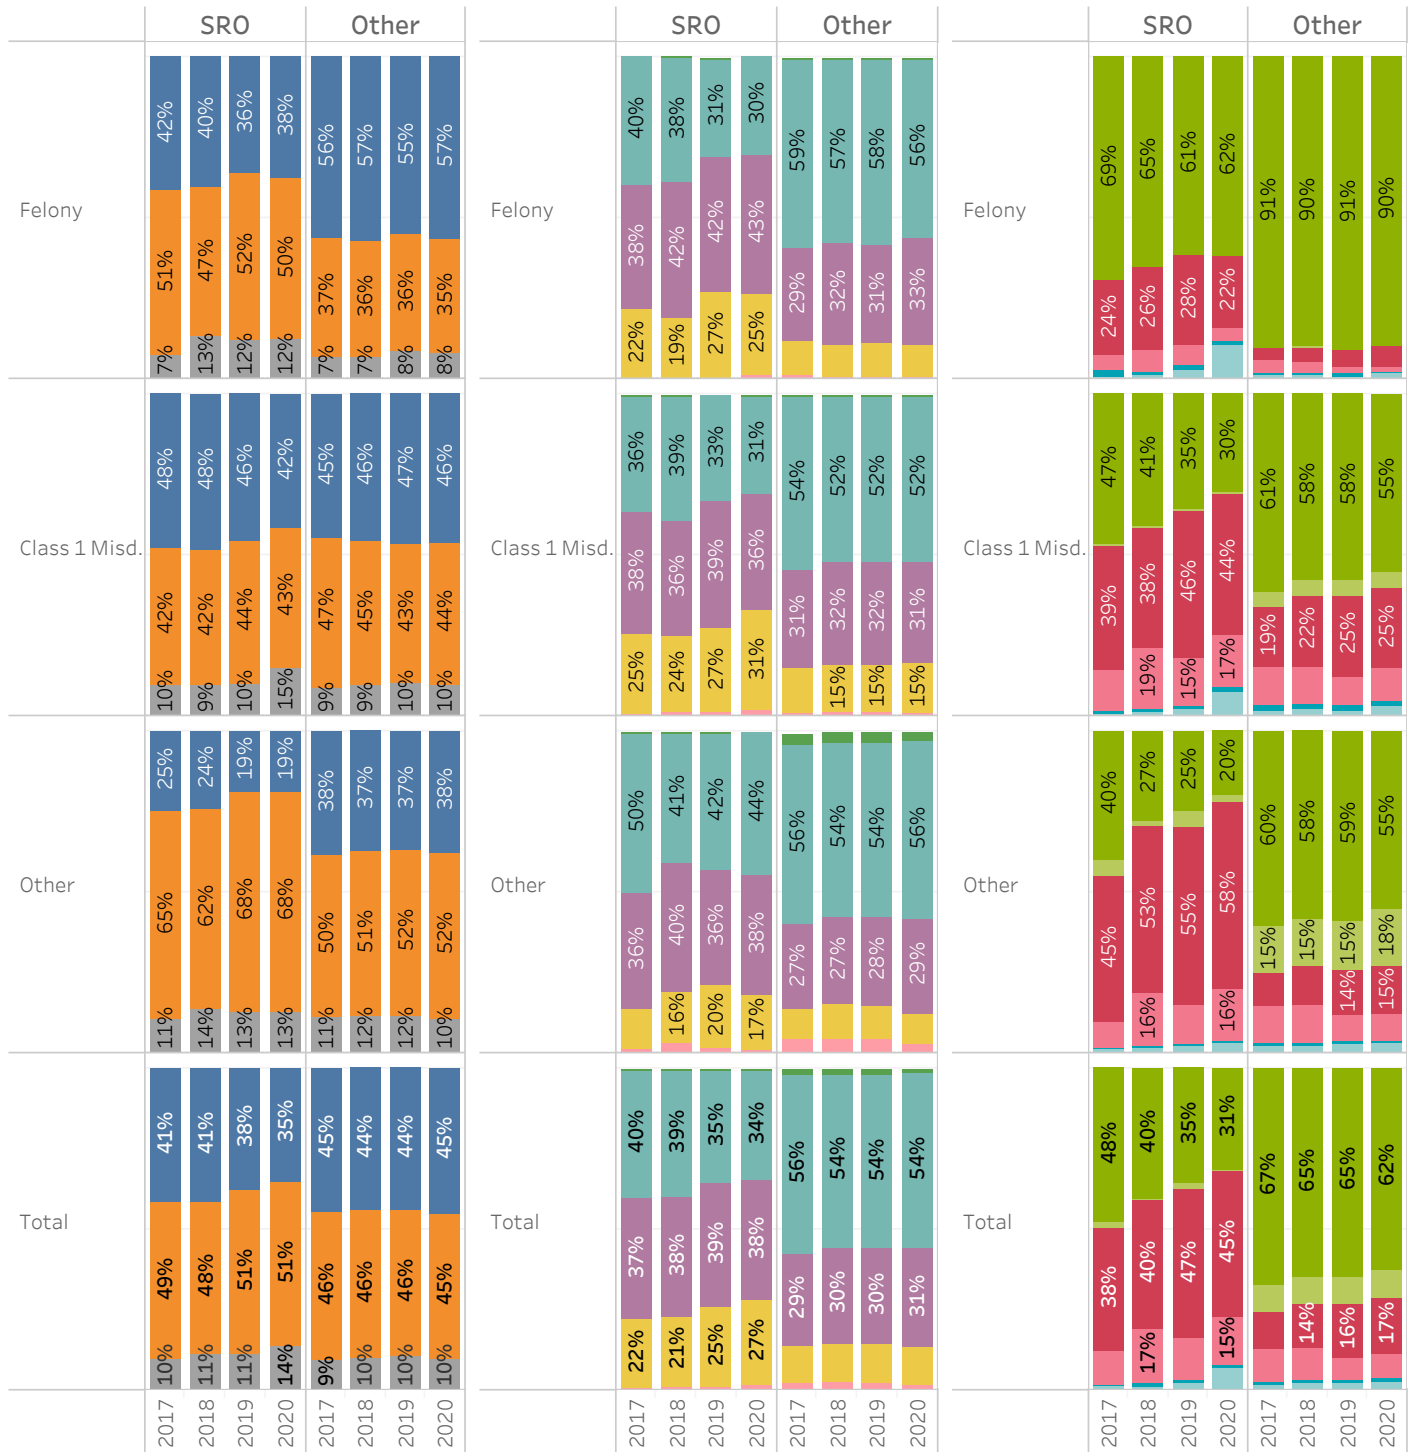 SRO Other SRO Other SRO Other
Felony
42% 40% 36% 38% 56% 57% 55% 57%
51% 47% 52% 50% 37% 36% 36% 35%
7% 13% 12% 12% 7% 7% 8% 8%
Felony
40% 38% 31% 30% 59% 57% 58% 56%
38% 42% 42% 43% 29% 32% 31% 33%
22% 19% 27% 25%
Felony
69% 65% 61% 62% 91% 90% 91% 90%
24% 26% 28% 22%
Class 1 Misd.
48% 48% 46% 42% 45% 46% 47% 46%
42% 42% 44% 43% 47% 45% 43% 44%
10% 9% 10% 15% 9% 9% 10% 10%
Class 1 Misd.
36% 39% 33% 31% 54% 52% 52% 52%
38% 36% 39% 36% 31% 32% 32% 31%
25% 24% 27% 31% 15% 15% 15%
Class 1 Misd.
47% 41% 35% 30% 61% 58% 58% 55%
39% 38% 46% 44% 19% 22% 25% 25%
19% 15% 17%
Other
25% 24% 19% 19% 38% 37% 37% 38%
65% 62% 68% 68% 50% 51% 52% 52%
11% 14% 13% 13% 11% 12% 12% 10%
Other
50% 41% 42% 44% 56% 54% 54% 56%
36% 40% 36% 38% 27% 27% 28% 29%
16% 20% 17%
Other
40% 27% 25% 20% 60% 58% 59% 55%
45% 53% 55% 58% 15% 15% 15% 18%
16% 16% 14% 15%
Total
41% 41% 38% 35% 45% 44% 44% 45%
49% 48% 51% 51% 46% 46% 46% 45%
10% 11% 11% 14% 9% 10% 10% 10%
Total
40% 39% 35% 34% 56% 54% 54% 54%
37% 38% 39% 38% 29% 30% 30% 31%
22% 21% 25% 27%
Total
48% 40% 35% 31% 67% 65% 65% 62%
38% 40% 47% 45% 14% 16% 17%
17% 15%
2017 2018 2019 2020 2017 2018 2019 2020 2017 2018 2019 2020 2017 2018 2019 2020 2017 2018 2019 2020 2017 2018 2019 2020